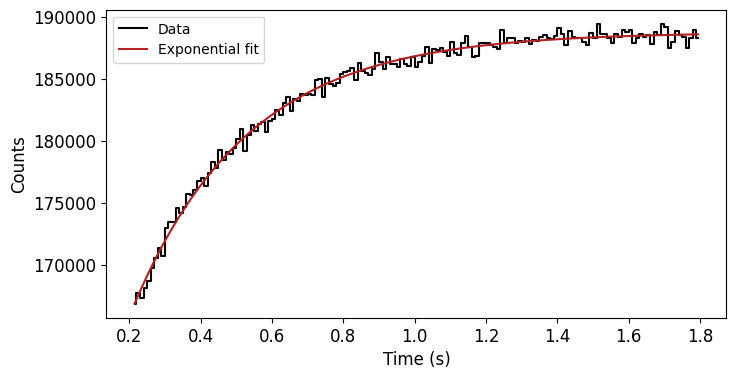 190000
185000
180000
175000
170000
Counts
Data
Exponential fit
0.2 0.4 0.6 0.8 1.0 1.2 1.4 1.6 1.8
Time (s)